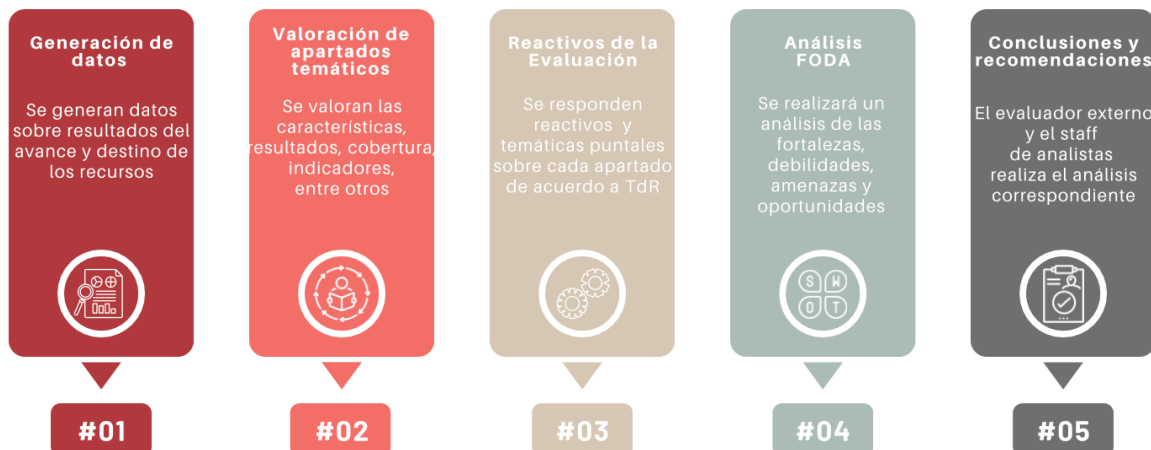 Generación de
datos
Se generan datos
sobre resultados del
avance y destino de
los recursos
#01
Valoración de
apartados
temáticos
Se valoran las
características,
resultados, cobertura,
indicadores,
entre otros
#02
Reactivos de la
Evaluación
Se responden
reactivos y
temáticas puntales
sobre cada apartado
de acuerdo a TdR
#03
Análisis
FODA
Se realizará un
análisis de las
fortalezas,
debilidades,
amenazas y
oportunidades
S W
O T
#04
Conclusiones y
recomendaciones
El evaluador externo
y el staff
de analistas
realiza el análisis
correspondiente
#05